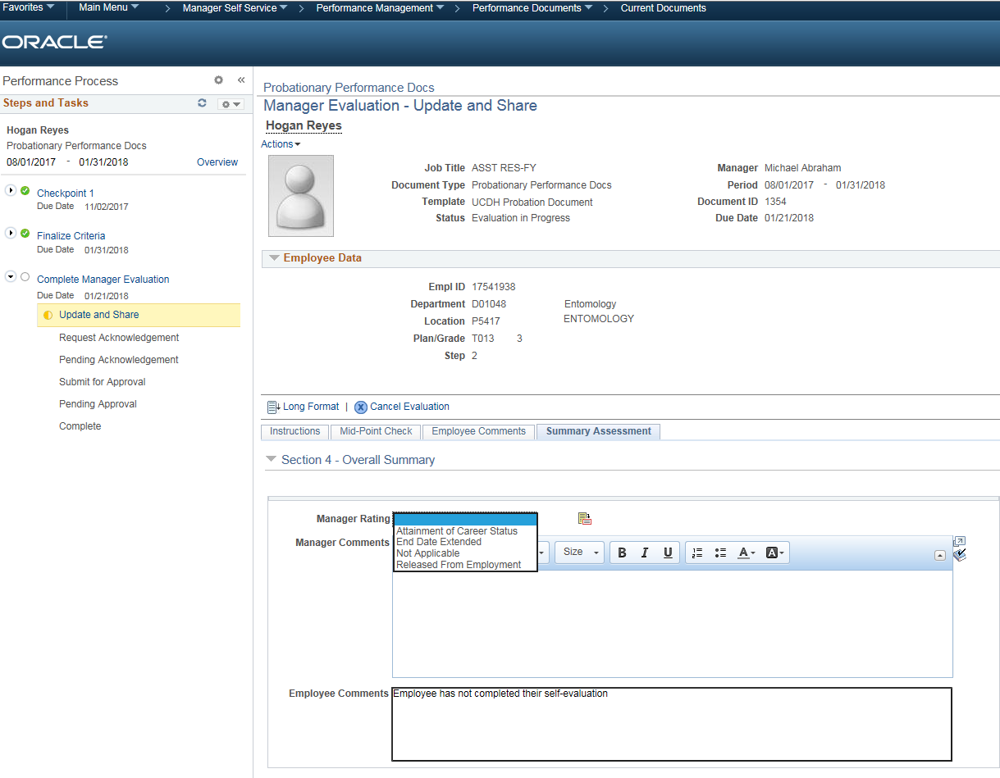 Favorites Main Menu > Manager Self Service > Performance Management > Performance Documents > Current Documents
ORACLE®
Performance Process «
Steps and Tasks
Hogan Reyes
Probationary Performance Docs
08/01/2017 - 01/31/2018 Overview
Checkpoint 1
Due Date 11/02/2017
Finalize Criteria
Due Date 01/31/2018
Complete Manager Evaluation
Due Date 01/21/2018
Update and Share
Request Acknowledgement
Pending Acknowledgement
Submit for Approval
Pending Approval
Complete
Probationary Performance Docs
Manager Evaluation - Update and Share
Hogan Reyes
Actions
Job Title ASST RES-FY Manager Michael Abraham
Document Type Probationary Performance Docs Period 08/01/2017 - 01/31/2018
Template UCDH Probation Document Document ID 1354
Status Evaluation in Progress Due Date 01/21/2018
Employee Data
Empl ID 17541938
Department D01048 Entomology
Location P5417 ENTOMOLOGY
Plan/Grade T013 3
Step 2
Long Format | X Cancel Evaluation
Instructions Mid-Point Check Employee Comments Summary Assessment
Section 4 - Overall Summary
Manager Rating
Attainment of Career Status
End Date Extended
Not Applicable
Released From Employment
Manager Comments Size B I U A A
Employee Comments Employee has not completed their self-evaluation